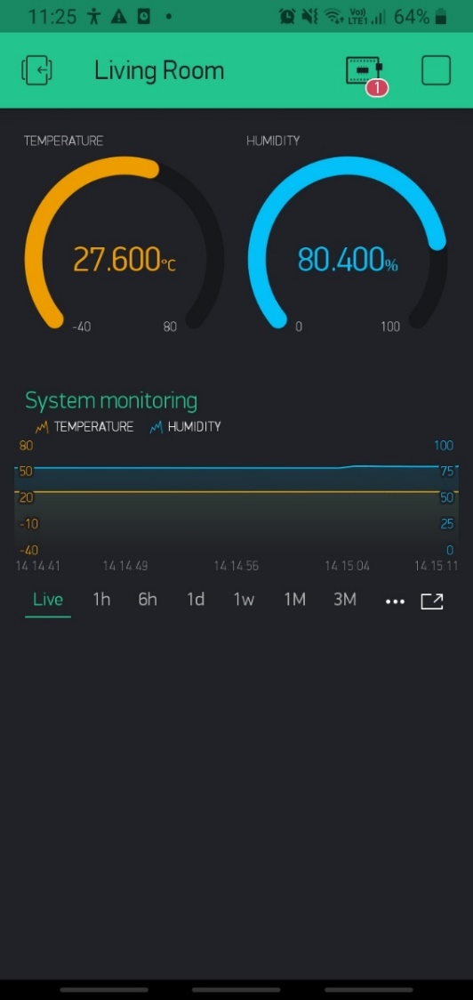 11:25 64%
Living Room
1
TEMPERATURE HUMIDITY
27.600°C 80.400%
-40 80 0 100
System monitoring
TEMPERATURE HUMIDITY
80 100
50 75
20 50
-10 25
-40 0
14:14:41 14:14:49 14:14:56 14:15:04 14:15:11
Live 1h 6h 1d 1w 1M 3M